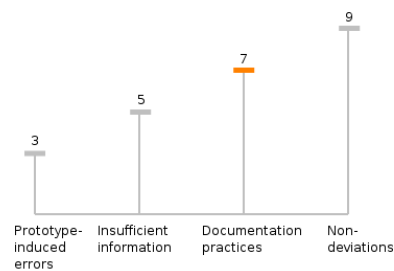 9
7
5
3
Prototype-
induced
errors
Insufficient
information
Documentation
practices
Non-
deviations